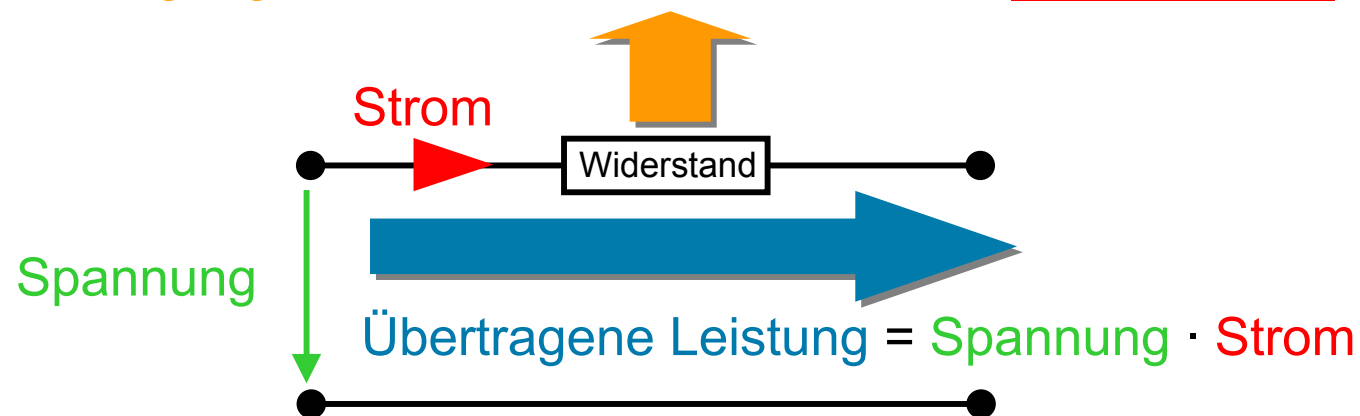 Strom
Widerstand
Spannung
Übertragene Leistung = Spannung · Strom